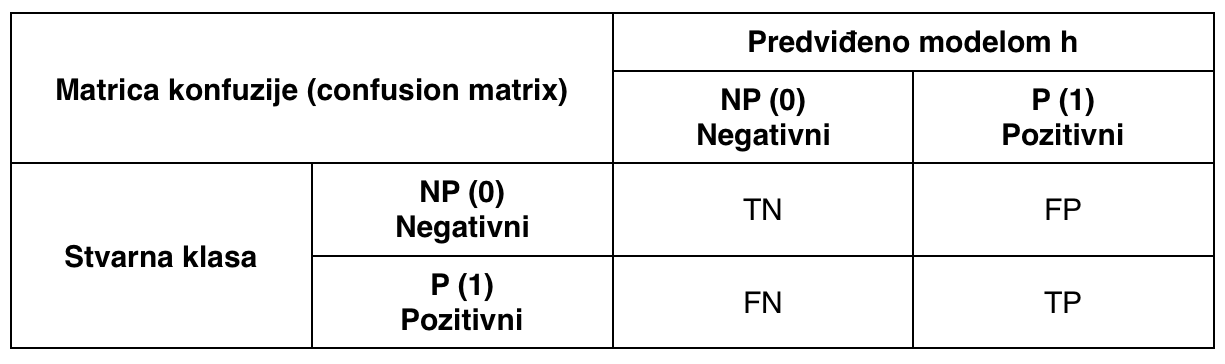 Matrica konfuzije (confusion matrix)
Predviđeno modelom h
NP (0)
Negativni
P (1)
Pozitivni
Stvarna klasa
NP (0)
Negativni
TN
FP
P (1)
Pozitivni
FN
TP